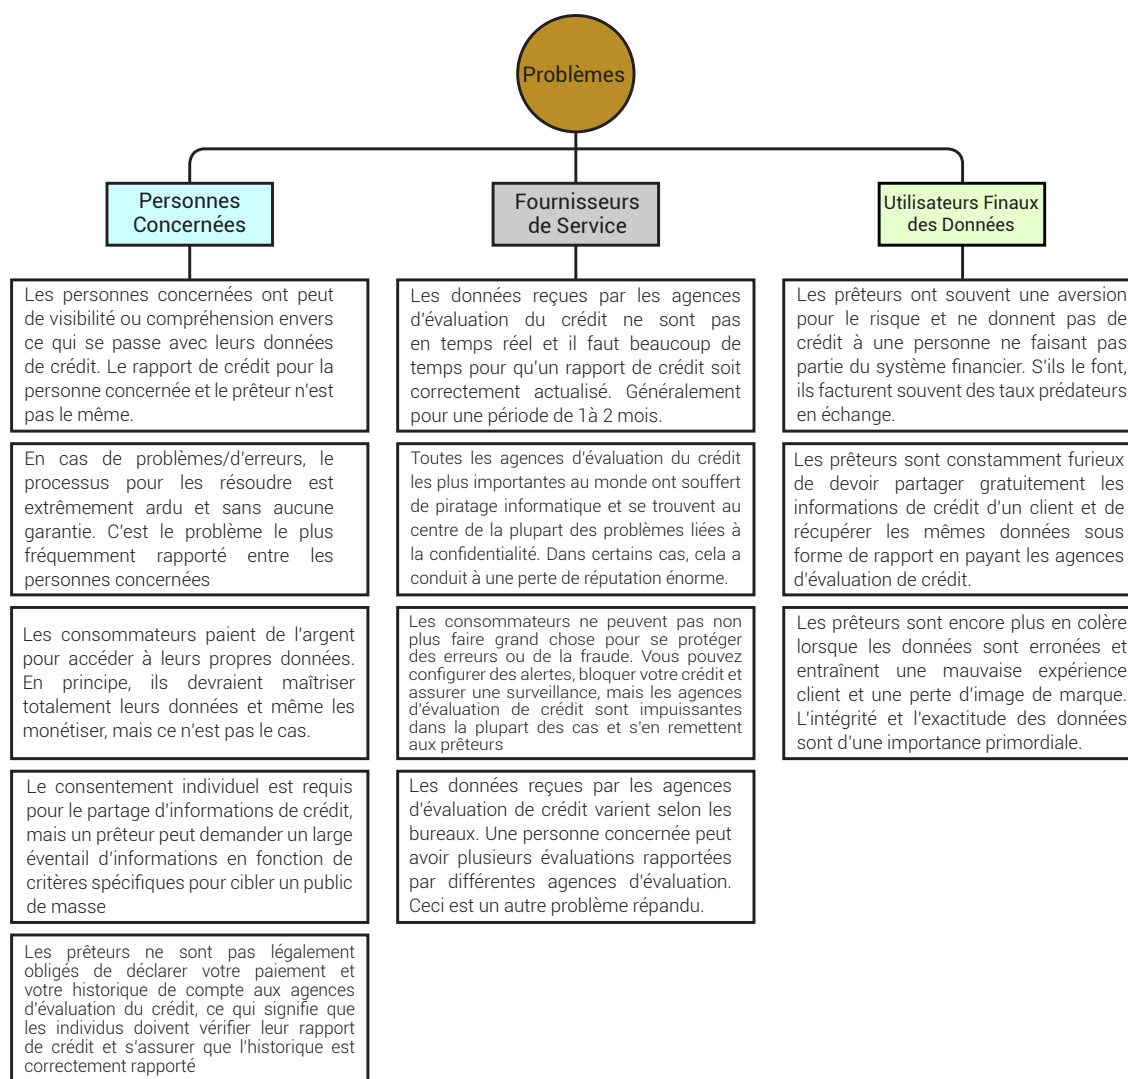 Problèmes
Personnes
Concernées
Les personnes concernées ont peut
de visibilité ou compréhension envers
ce qui se passe avec leurs données
de crédit. Le rapport de crédit pour la
personne concernée et le prêteur n'est
pas le même.
En cas de problèmes/d'erreurs, le
processus pour les résoudre est
extrêmement ardu et sans aucune
garantie. C'est le problème le plus
fréquemment rapporté entre les
personnes concernées
Les consommateurs paient de l'argent
pour accéder à leurs propres données.
En principe, ils devraient maîtriser
totalement leurs données et même les
monétiser, mais ce n'est pas le cas.
Le consentement individuel est requis
pour le partage d'informations de crédit,
mais un prêteur peut demander un large
éventail d'informations en fonction de
critères spécifiques pour cibler un public
de masse
Les prêteurs ne sont pas légalement
obligés de déclarer votre paiement et
votre historique de compte aux agences
d'évaluation du crédit, ce qui signifie que
les individus doivent vérifier leur rapport
de crédit et s'assurer que l'historique est
correctement rapporté
Fournisseurs
de Service
Les données reçues par les agences
d'évaluation du crédit ne sont pas
en temps réel et il faut beaucoup de
temps pour qu'un rapport de crédit soit
correctement actualisé. Généralement
pour une période de 1à 2 mois.
Toutes les agences d'évaluation du crédit
les plus importantes au monde ont souffert
de piratage informatique et se trouvent au
centre de la plupart des problèmes liées à
la confidentialité. Dans certains cas, cela a
conduit à une perte de réputation énorme.
Les consommateurs ne peuvent pas non
plus faire grand chose pour se protéger
des erreurs ou de la fraude. Vous pouvez
configurer des alertes, bloquer votre crédit et
assurer une surveillance, mais les agences
d'évaluation de crédit sont impuissantes
dans la plupart des cas et s'en remettent
aux prêteurs
Les données reçues par les agences
d'évaluation de crédit varient selon les
bureaux. Une personne concernée peut
avoir plusieurs évaluations rapportées
par différentes agences d'évaluation.
Ceci est un autre problème répandu.
Utilisateurs Finaux
des Données
Les prêteurs ont souvent une aversion
pour le risque et ne donnent pas de
crédit à une personne ne faisant pas
partie du système financier. S'ils le font,
ils facturent souvent des taux prédateurs
en échange.
Les prêteurs sont constamment furieux
de devoir partager gratuitement les
informations de crédit d'un client et de
récupérer les mêmes données sous
forme de rapport en payant les agences
d'évaluation de crédit.
Les prêteurs sont encore plus en colère
lorsque les données sont erronées et
entraînent une mauvaise expérience
client et une perte d'image de marque.
L'intégrité et l'exactitude des données
sont d'une importance primordiale.